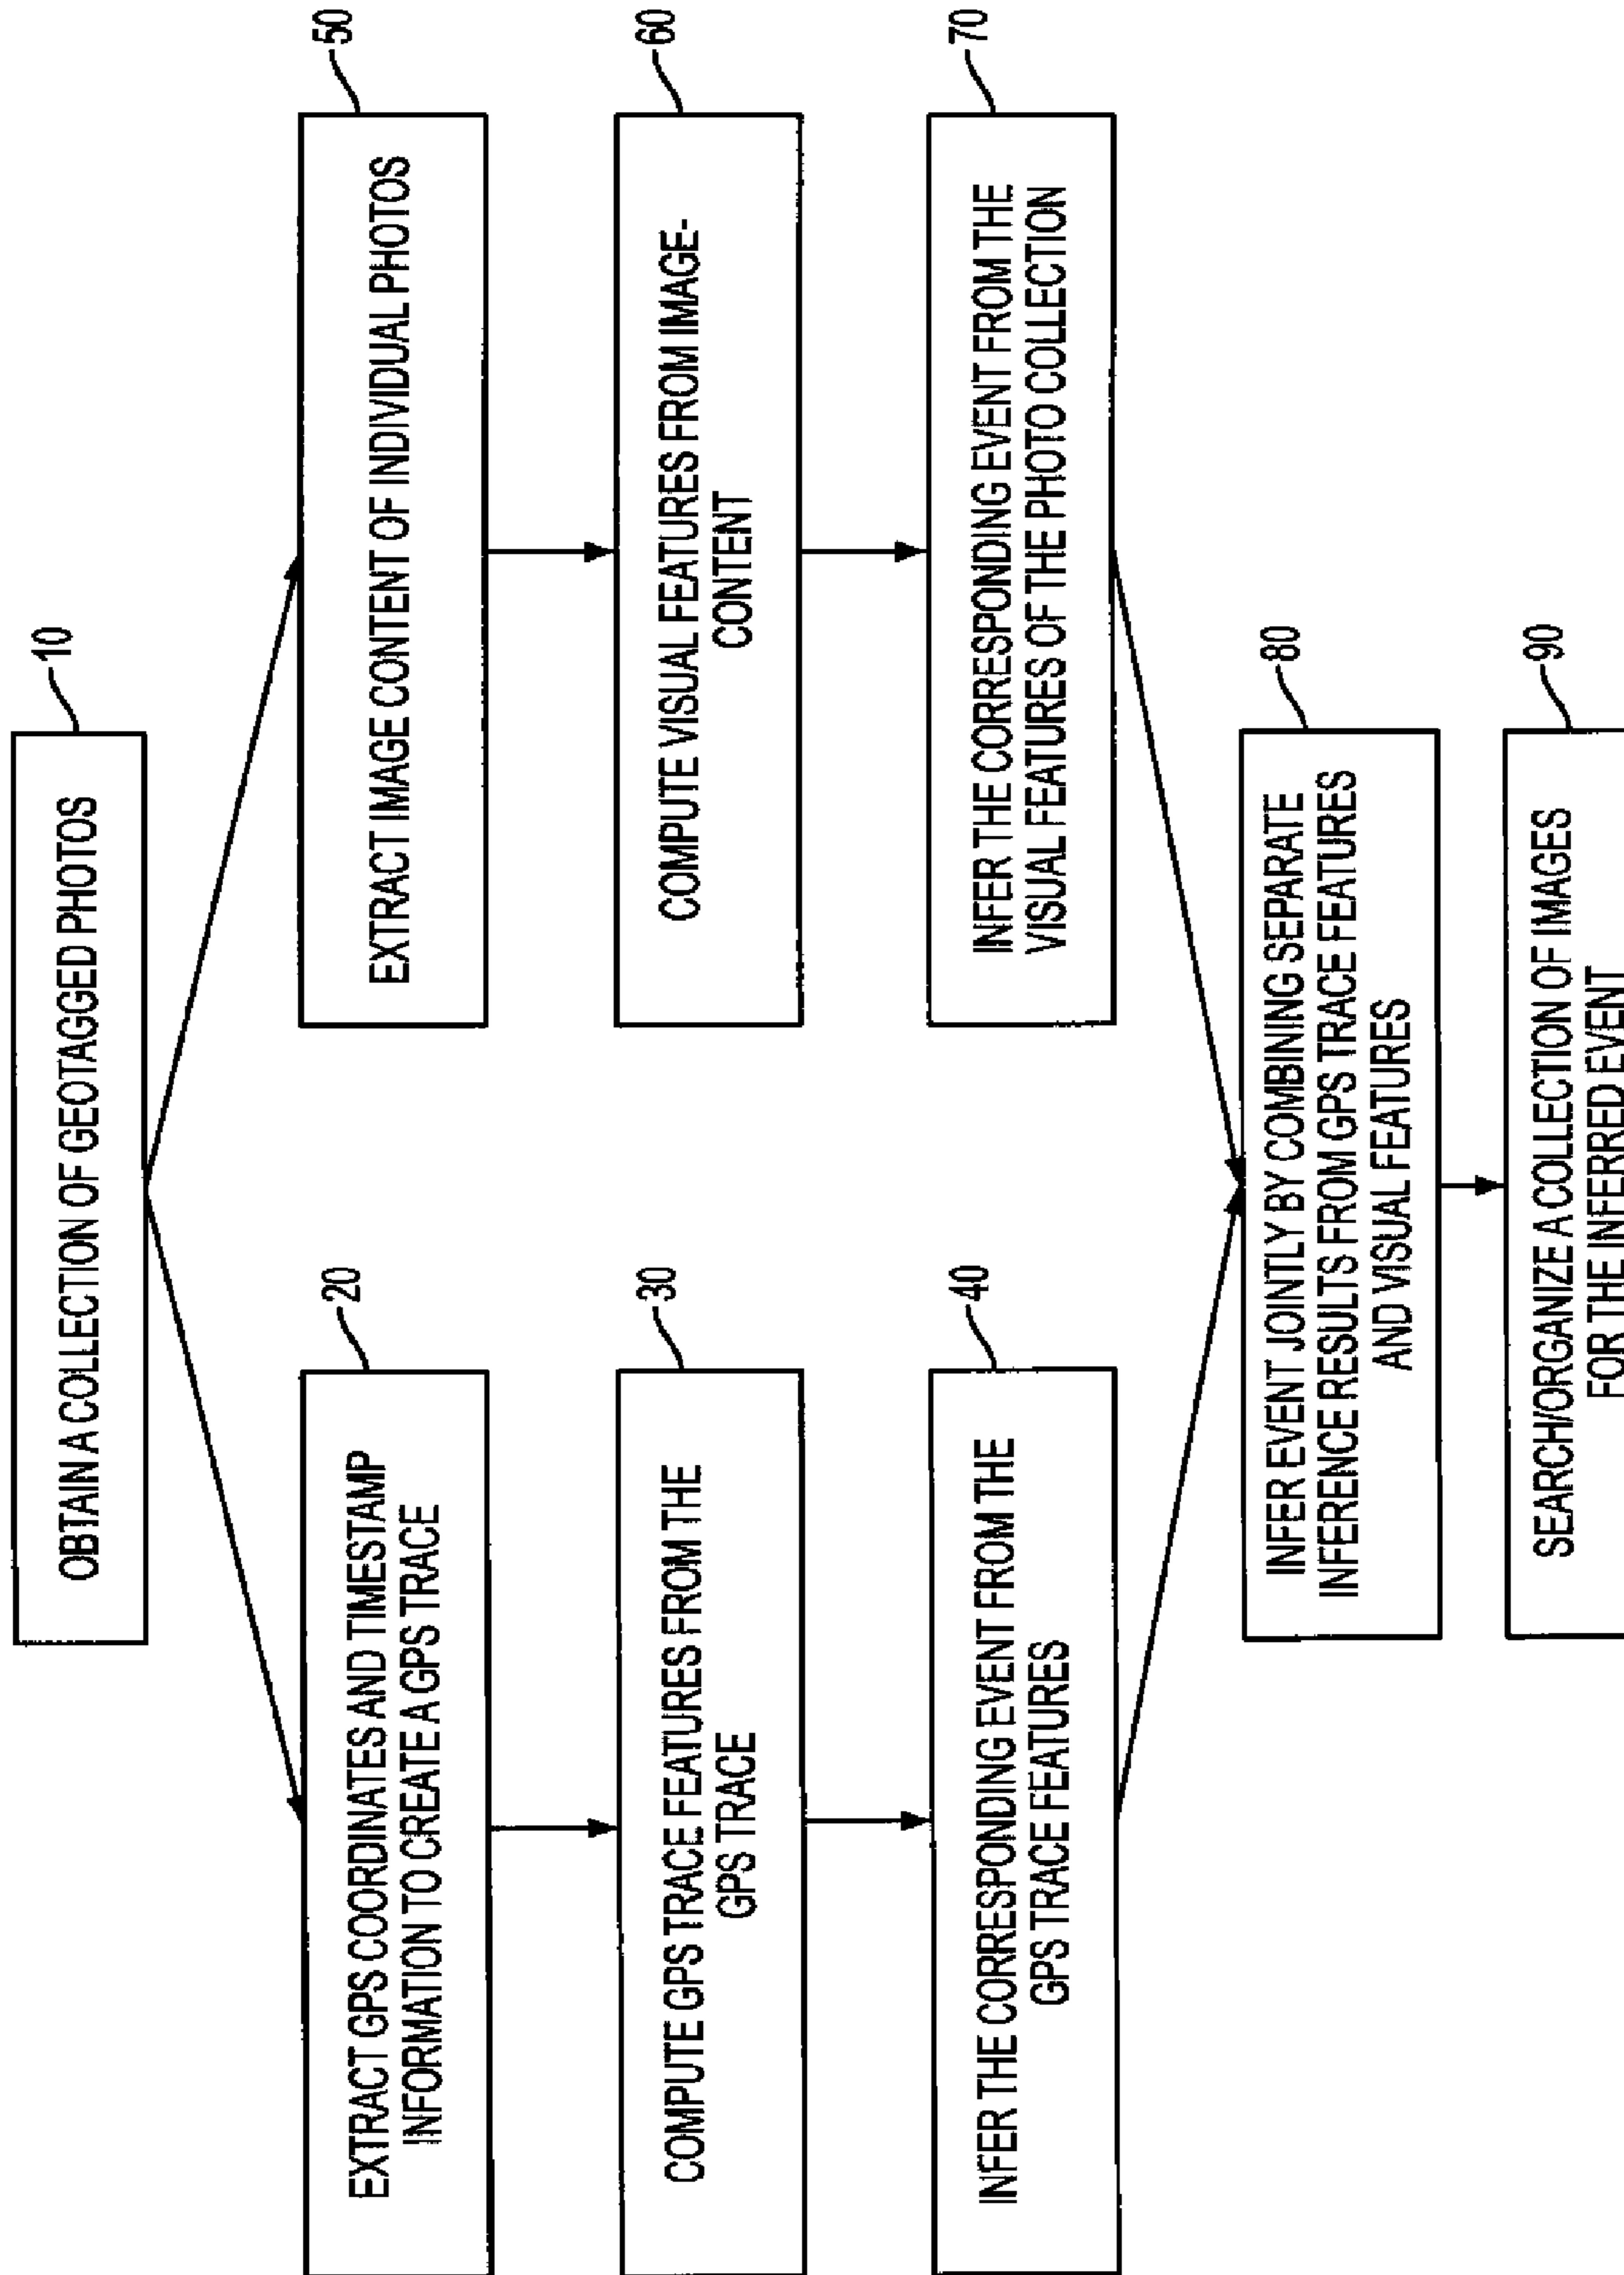 10
OBTAIN A COLLECTION OF GEOTAGGED PHOTOS
20
EXTRACT GPS COORDINATES AND TIMESTAMP
INFORMATION TO CREATE A GPS TRACE
30
COMPUTE GPS TRACE FEATURES FROM THE
GPS TRACE
40
INFER THE CORRESPONDING EVENT FROM THE
GPS TRACE FEATURES
50
EXTRACT IMAGE CONTENT OF INDIVIDUAL PHOTOS
60
COMPUTE VISUAL FEATURES FROM IMAGE-
CONTENT
70
INFER THE CORRESPONDING EVENT FROM THE
VISUAL FEATURES OF THE PHOTO COLLECTION
80
INFER EVENT JOINTLY BY COMBINING SEPARATE
INFERENCE RESULTS FROM GPS TRACE FEATURES
AND VISUAL FEATURES
90
SEARCH/ORGANIZE A COLLECTION OF IMAGES
FOR THE INFERRED EVENT